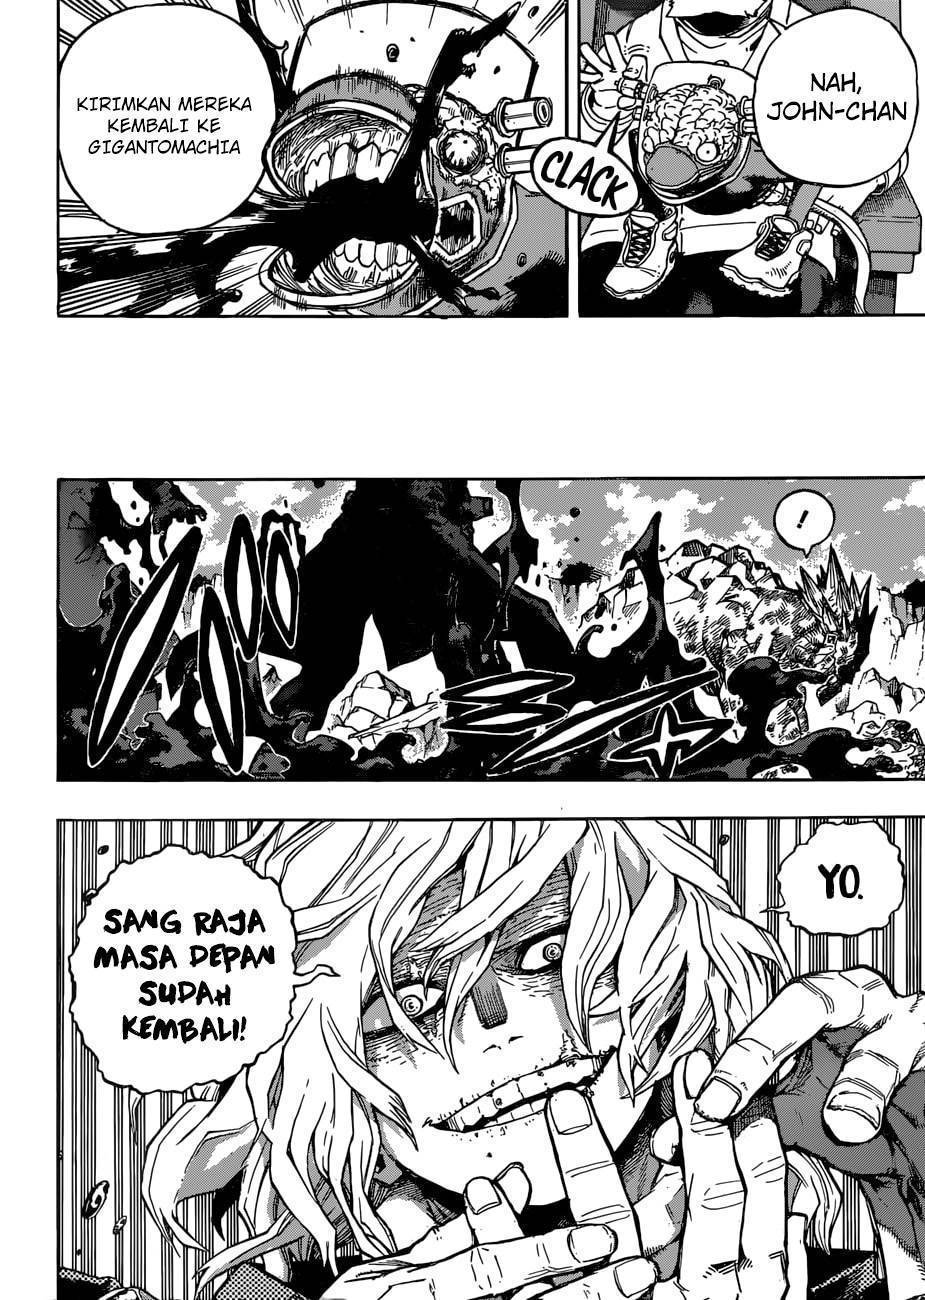 NAH,
JOHN-CHAN
CLACK
KIRIMKAN MEREKA
KEMBALI KE
GIGANTOMACHIA
!
YO.
SANG RAJA
MASA DEPAN
SUDAH
KEMBALI!